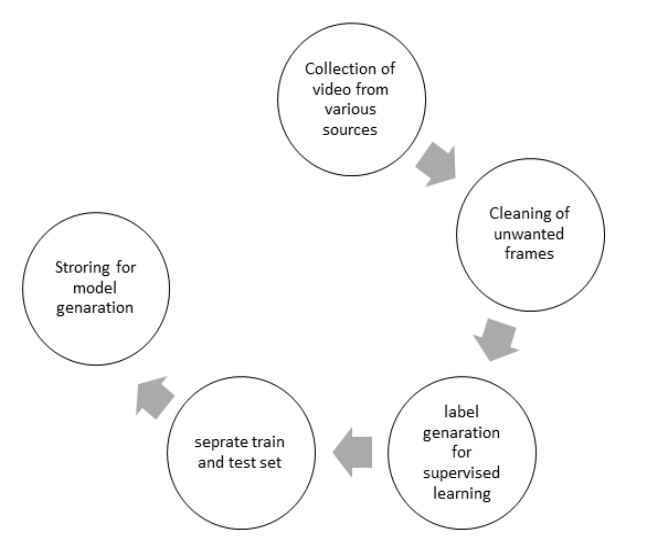 Collection of
video from
various
sources
Cleaning of
unwanted
frames
label
genaration
for
supervised
learning
seprate train
and test set
Stroring for
model
genaration